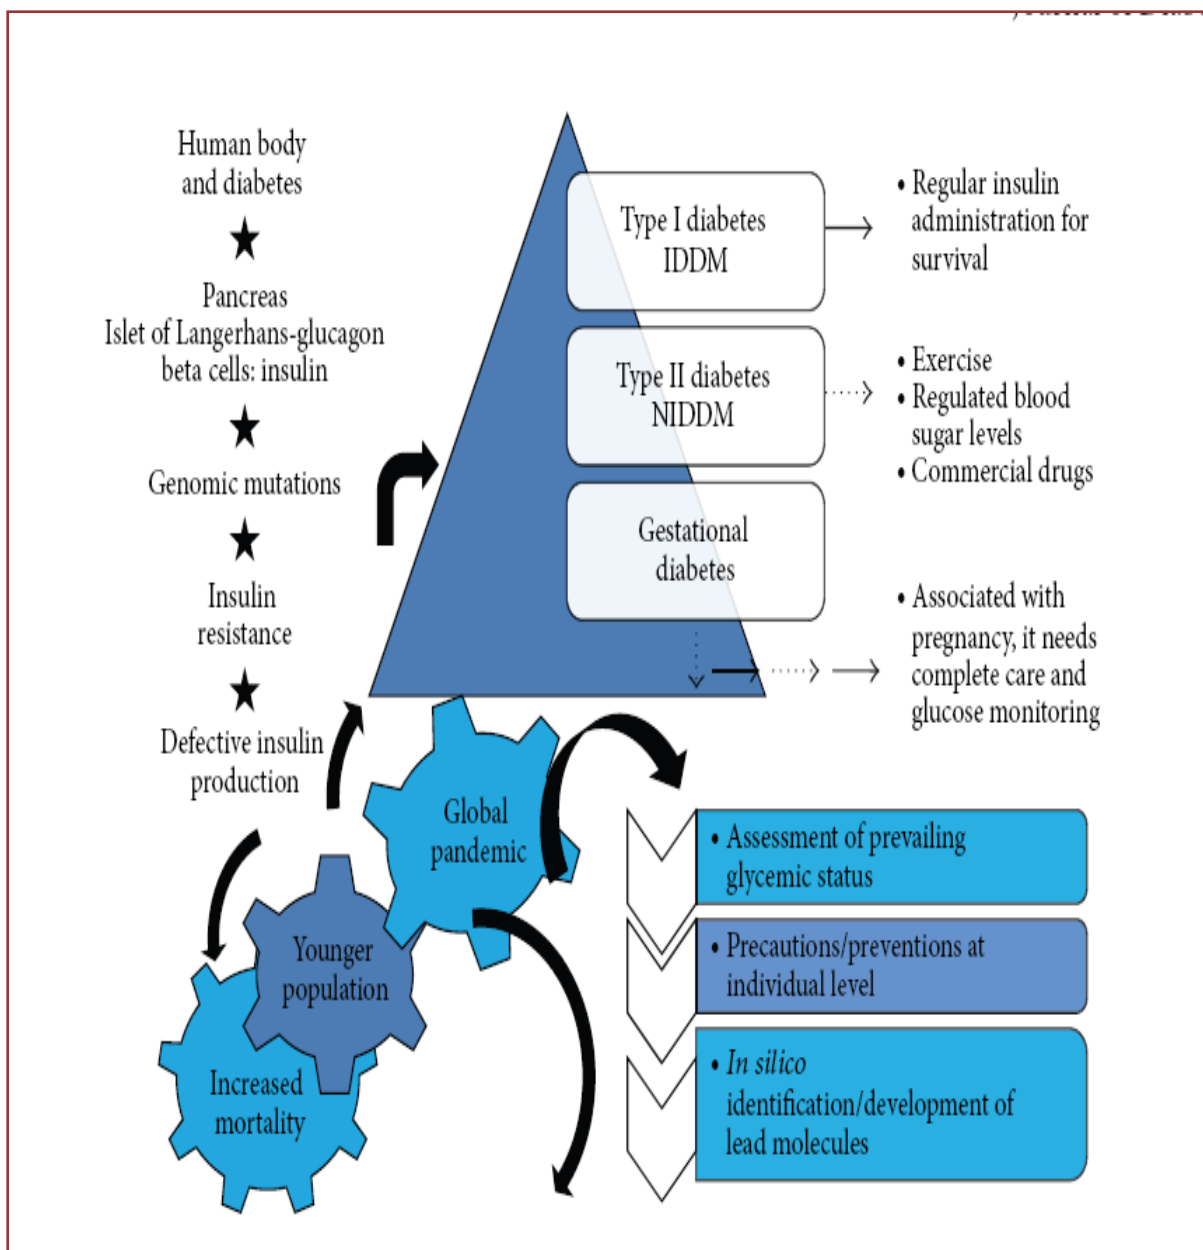 Human body
and diabetes
Pancreas
Islet of Langerhans-glucagon
beta cells: insulin
Genomic mutations
Insulin
resistance
Defective insulin
production
Type I diabetes
IDDM
• Regular insulin
administration for
survival
Type II diabetes
NIDDM
• Exercise
• Regulated blood
sugar levels
• Commercial drugs
Gestational
diabetes
• Associated with
pregnancy, it needs
complete care and
glucose monitoring
Global
pandemic
Younger
population
Increased
mortality
• Assessment of prevailing
glycemic status
• Precautions/preventions at
individual level
• In silico
identification/development of
lead molecules